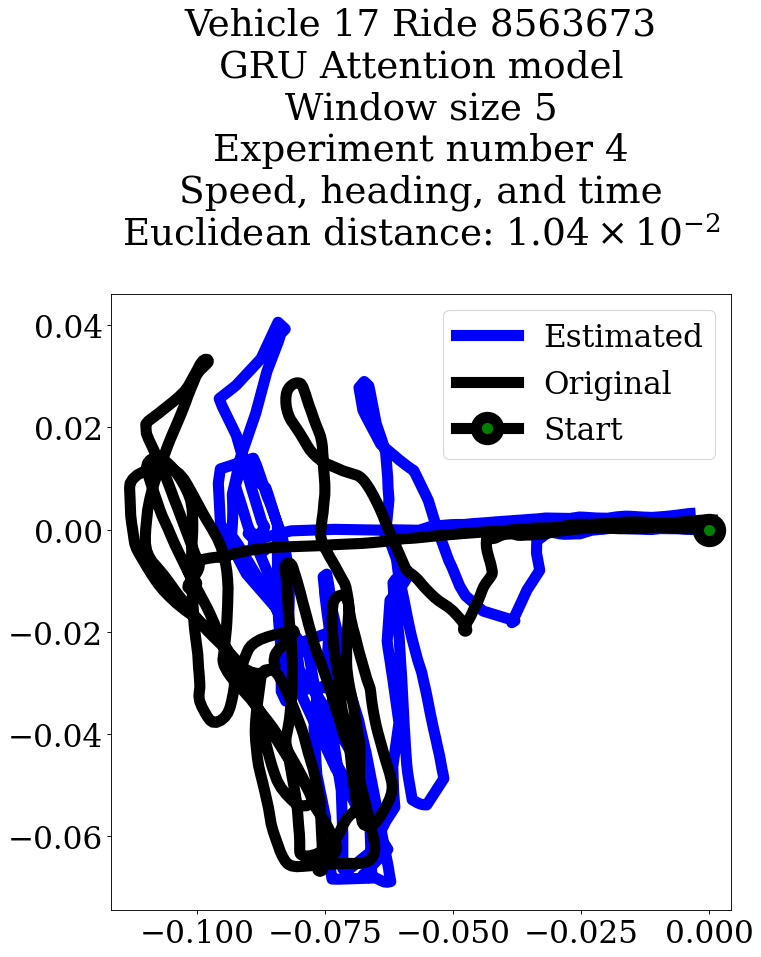 Vehicle 17 Ride 8563673
GRU Attention model
Window size 5
Experiment number 4
Speed, heading, and time
Euclidean distance: 1.04 × 10⁻²
Estimated
Original
Start
0.04
0.02
0.00
−0.02
−0.04
−0.06
−0.100 −0.075 −0.050 −0.025 0.000